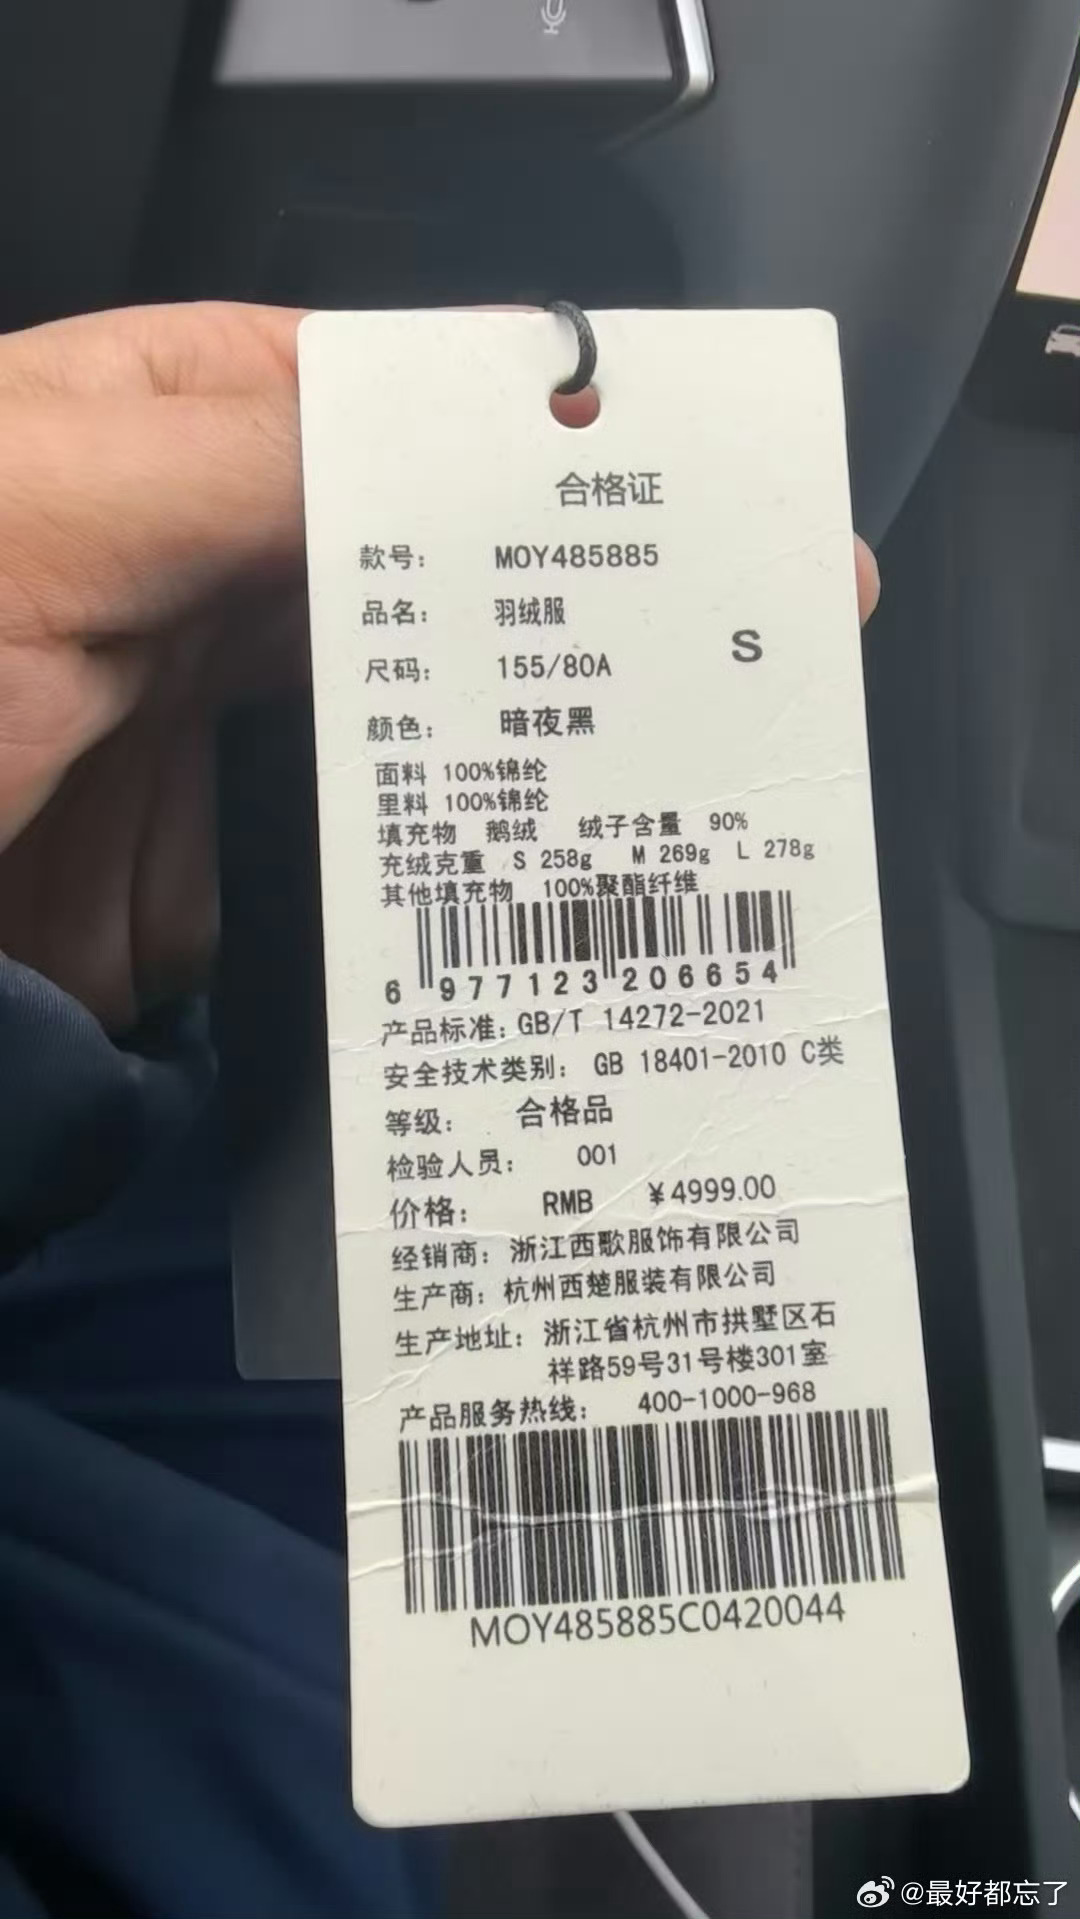 合格证
款号： MOY485885
品名： 羽绒服
S
尺码： 155/80A
颜色： 暗夜黑
面料 100%锦纶
里料 100%锦纶
填充物 鹅绒 绒子含量 90%
充绒克重 S 258g M 269g L 278g
其他填充物 100%聚酯纤维
6 977123 206654
产品标准：GB/T 14272-2021
安全技术类别： GB 18401-2010 C类
等级： 合格品
检验人员： 001
价格： RMB ¥4999.00
经销商：浙江西歌服饰有限公司
生产商：杭州西楚服装有限公司
生产地址：浙江省杭州市拱墅区石
祥路59号31号楼301室
产品服务热线： 400-1000-968
MOY485885C0420044
@最好都忘了